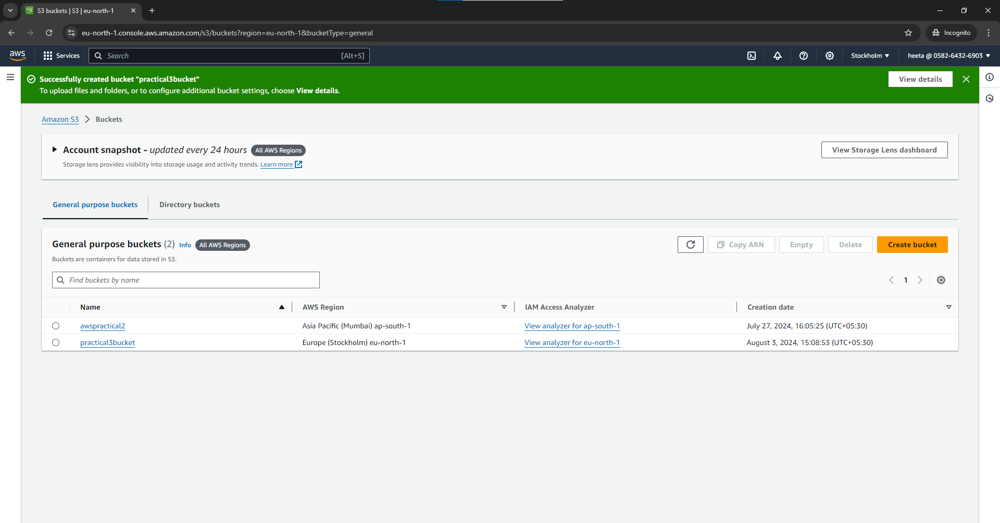 S3 buckets | S3 | eu-north-1
eu-north-1.console.aws.amazon.com/s3/buckets?region=eu-north-1&bucketType=general
Incognito
aws
Services
Search
[Alt+S]
Stockholm
heeta @ 0582-6432-6903
Successfully created bucket "practical3bucket"
To upload files and folders, or to configure additional bucket settings, choose View details.
View details
Amazon S3
Buckets
Account snapshot - updated every 24 hours
All AWS Regions
Storage lens provides visibility into storage usage and activity trends. Learn more
View Storage Lens dashboard
General purpose buckets
Directory buckets
General purpose buckets (2) Info
All AWS Regions
Buckets are containers for data stored in S3.
Copy ARN
Empty
Delete
Create bucket
Find buckets by name
1
Name
AWS Region
IAM Access Analyzer
Creation date
awspractical2
Asia Pacific (Mumbai) ap-south-1
View analyzer for ap-south-1
July 27, 2024, 16:05:25 (UTC+05:30)
practical3bucket
Europe (Stockholm) eu-north-1
View analyzer for eu-north-1
August 3, 2024, 15:08:53 (UTC+05:30)